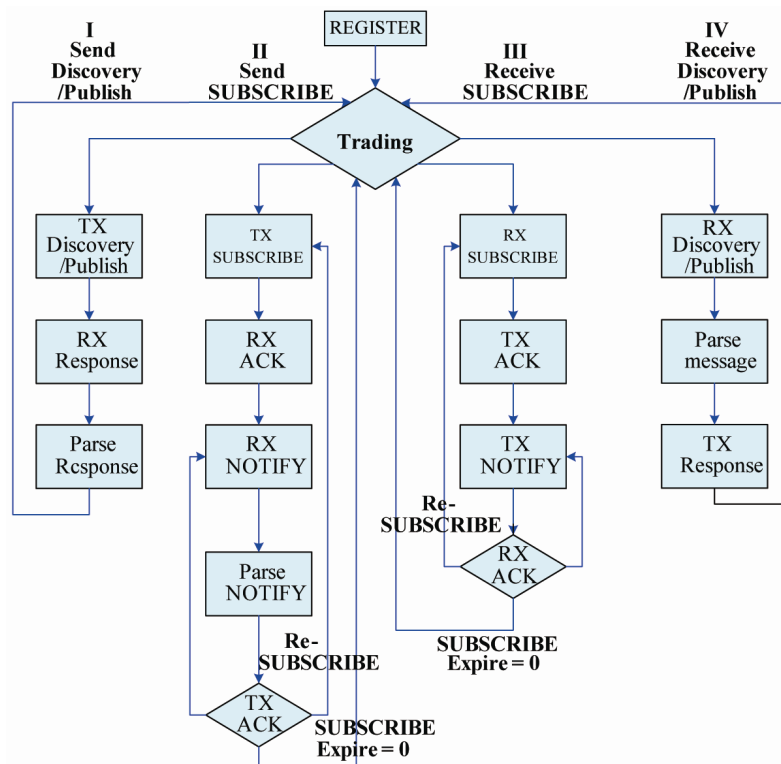 REGISTER
I
Send
Discovery
/Publish
II
Send
SUBSCRIBE
III
Receive
SUBSCRIBE
IV
Receive
Discovery
/Publish
Trading
TX
Discovery
/Publish
RX
Response
Parse
Rcsponse
TX
SUBSCRIBE
RX
ACK
RX
NOTIFY
Parse
NOTIFY
Re-
SUBSCRIBE
TX
ACK
SUBSCRIBE
Expire = 0
RX
SUBSCRIBE
TX
ACK
TX
NOTIFY
Re-
SUBSCRIBE
RX
ACK
SUBSCRIBE
Expire = 0
RX
Discovery
/Publish
Parse
message
TX
Response